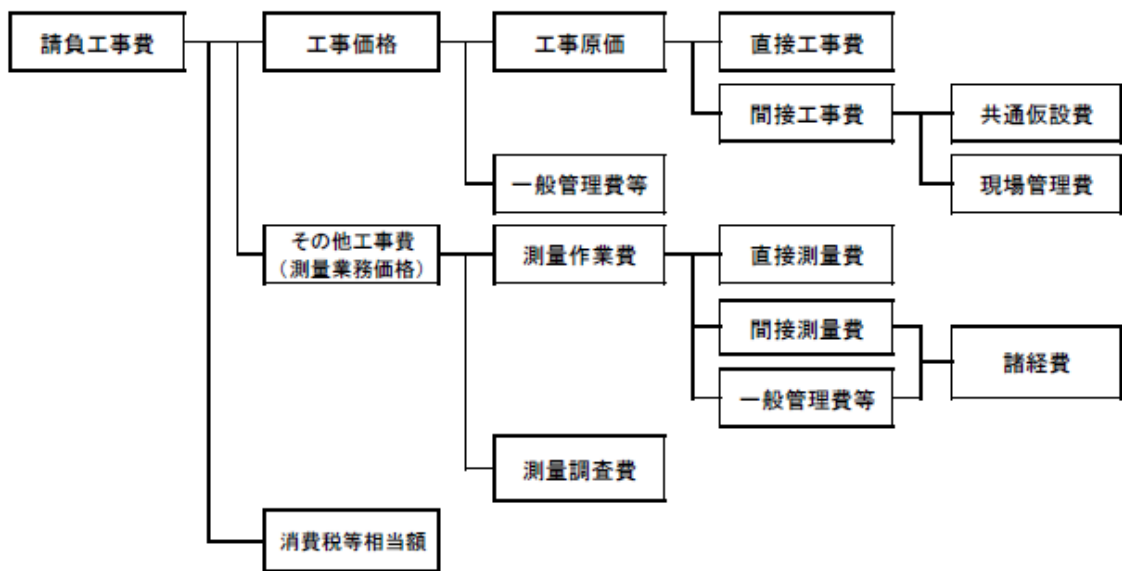 請負工事費
工事価格
工事原価
直接工事費
間接工事費
共通仮設費
現場管理費
一般管理費等
その他工事費
（測量業務価格）
測量作業費
直接測量費
間接測量費
諸経費
一般管理費等
測量調査費
消費税等相当額